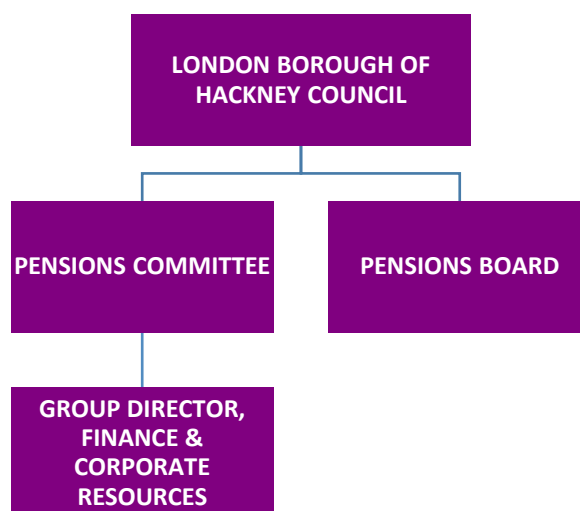 LONDON BOROUGH OF
HACKNEY COUNCIL
PENSIONS COMMITTEE
PENSIONS BOARD
GROUP DIRECTOR,
FINANCE &
CORPORATE
RESOURCES